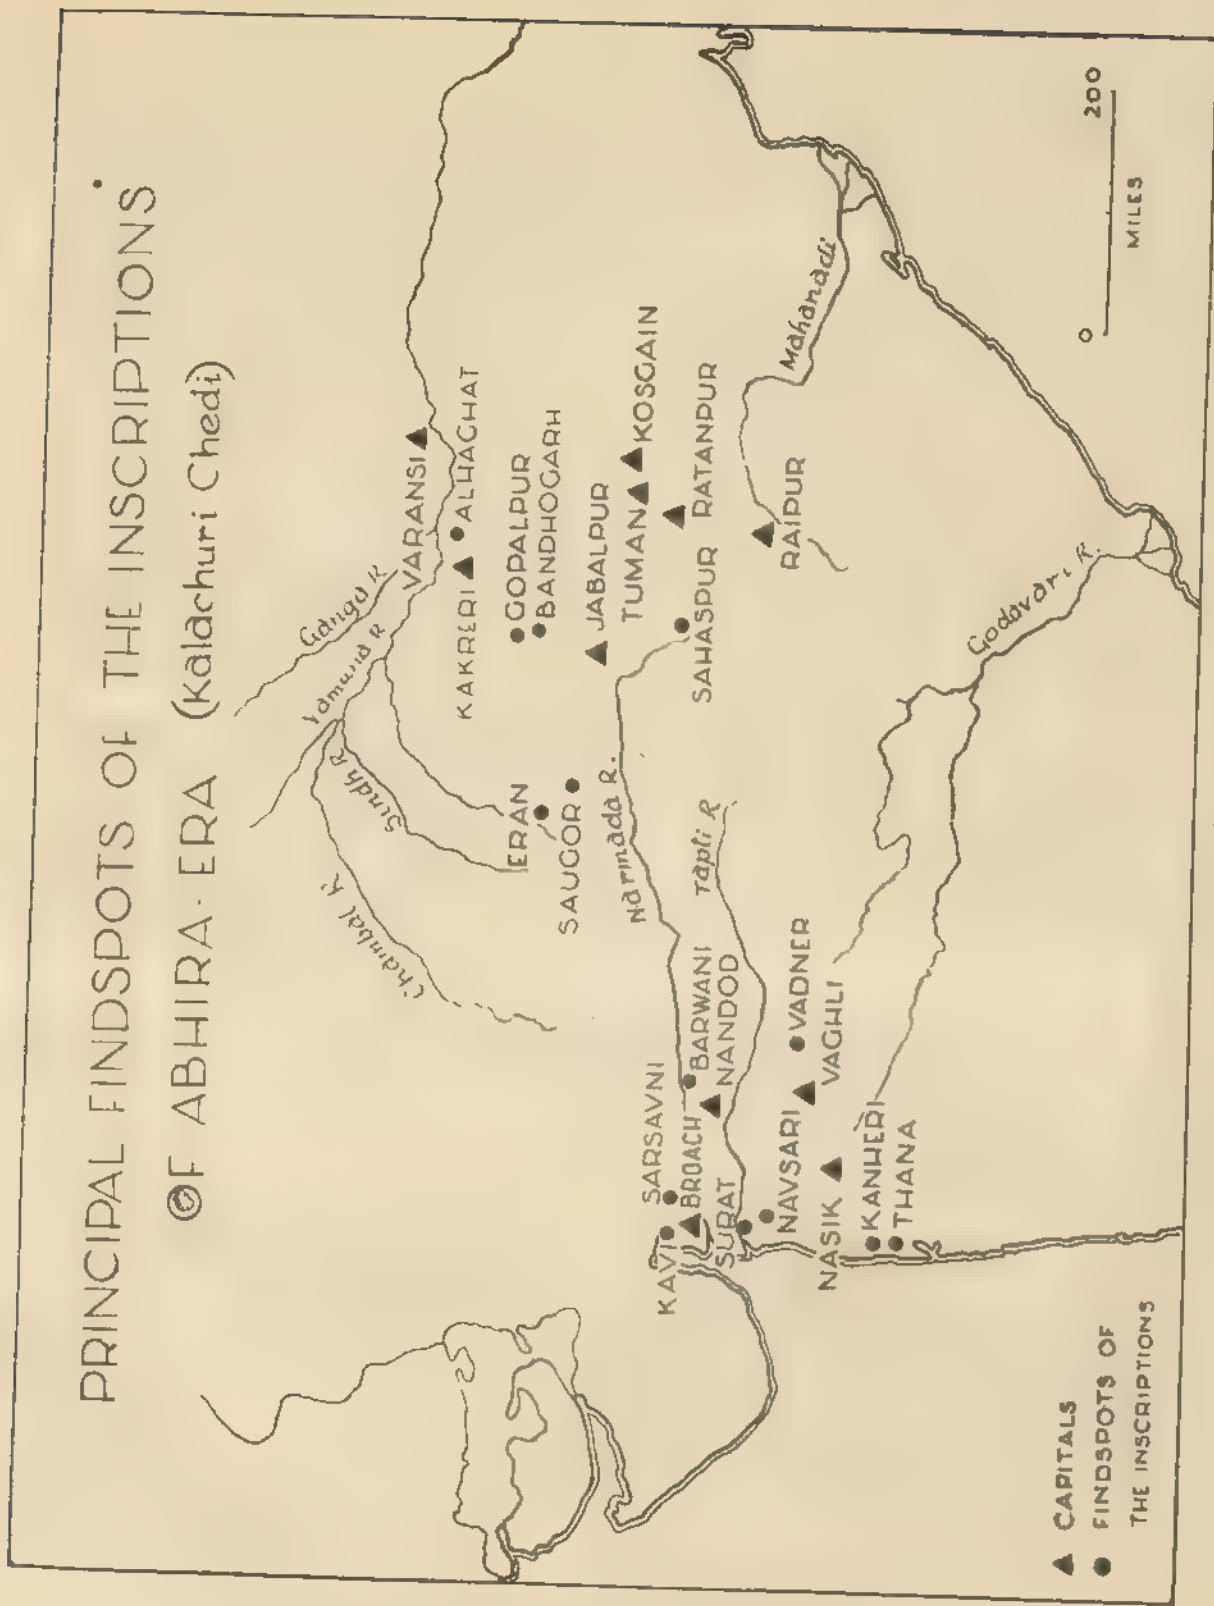 PRINCIPAL FINDSPOTS OF THE INSCRIPTIONS
OF ABHIRA-ERA (Kalachuri Chedi)
Ganga R
Yamuna R
Sindh R
Chambal R
VARANSI
KAKRERI
ALHAGHAT
GOPALPUR
BANDHOGARH
ERAN
SAUGOR
JABALPUR
TUMAN
KOSGAIN
Narmada R.
SAHASPUR
RATANPUR
Tapti R
RAIPUR
Mahanadi
SARSAVNI
KAVI
BROACH
BARWANI
NANDOD
SURAT
NAVSARI
VADNER
VAGHLI
NASIK
KANHERI
THANA
Godavari R.
CAPITALS
FINDSPOTS OF
THE INSCRIPTIONS
0 200
MILES